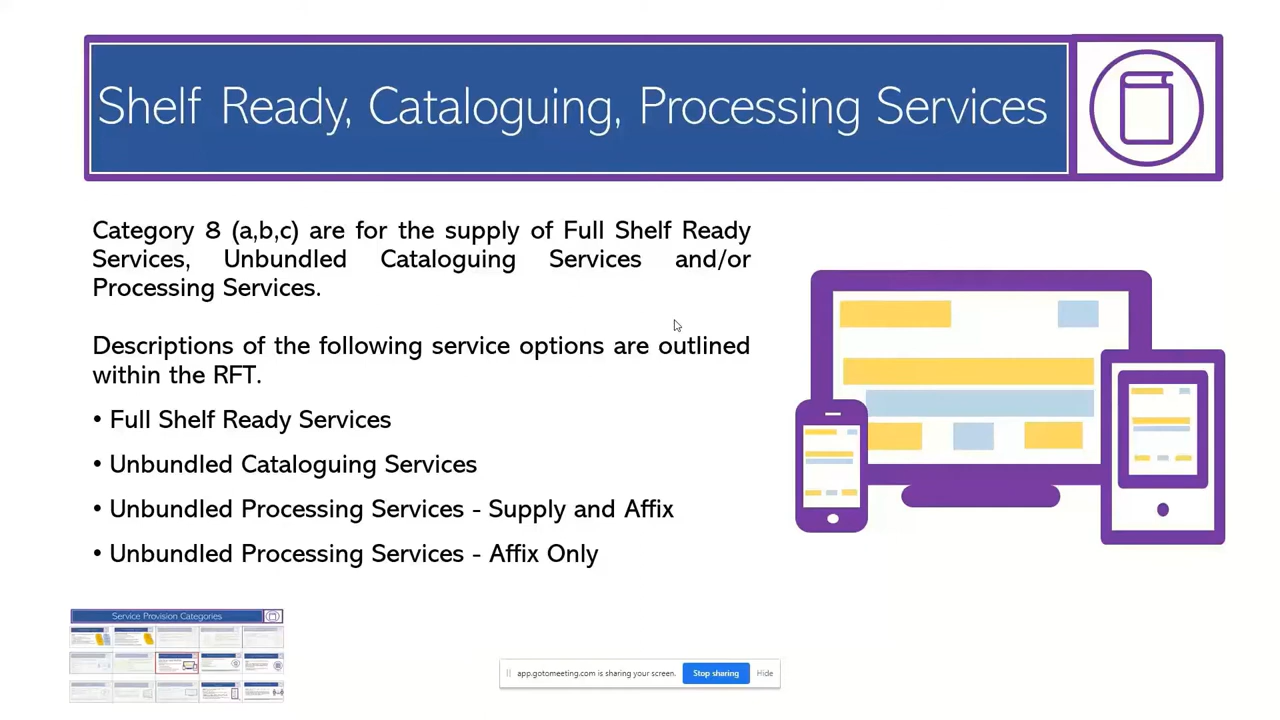 Shelf Ready, Cataloguing, Processing Services
Category 8 (a,b,c) are for the supply of Full Shelf Ready
Services, Unbundled Cataloguing Services and/or
Processing Services.
Descriptions of the following service options are outlined
within the RFT.
• Full Shelf Ready Services
• Unbundled Cataloguing Services
• Unbundled Processing Services - Supply and Affix
• Unbundled Processing Services - Affix Only
Service Provision Categories
app.gotomeeting.com is sharing your screen.
Stop sharing
Hide